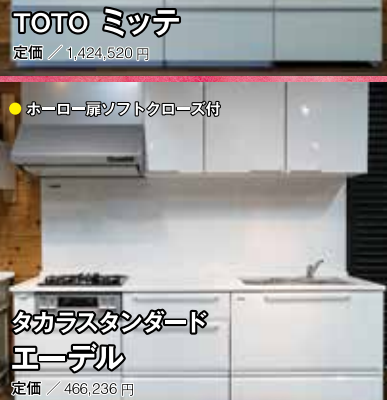 TOTO ミッテ
定価 ／ 1,424,520 円
● ホーロー扉ソフトクローズ付
タカラスタンダード
エーデル
定価 ／ 466,236 円